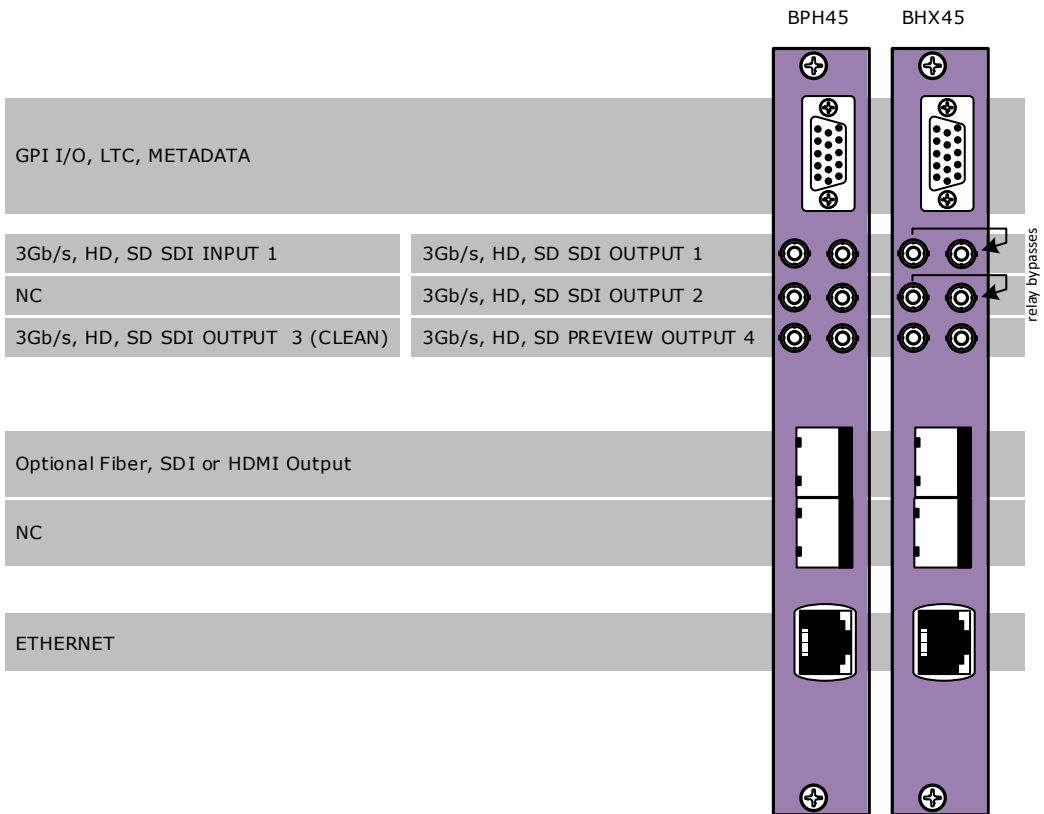 BPH45 BHX45
GPI I/O, LTC, METADATA
3Gb/s, HD, SD SDI INPUT 1 3Gb/s, HD, SD SDI OUTPUT 1
NC 3Gb/s, HD, SD SDI OUTPUT 2
3Gb/s, HD, SD SDI OUTPUT 3 (CLEAN) 3Gb/s, HD, SD PREVIEW OUTPUT 4
relay bypasses
Optional Fiber, SDI or HDMI Output
NC
ETHERNET